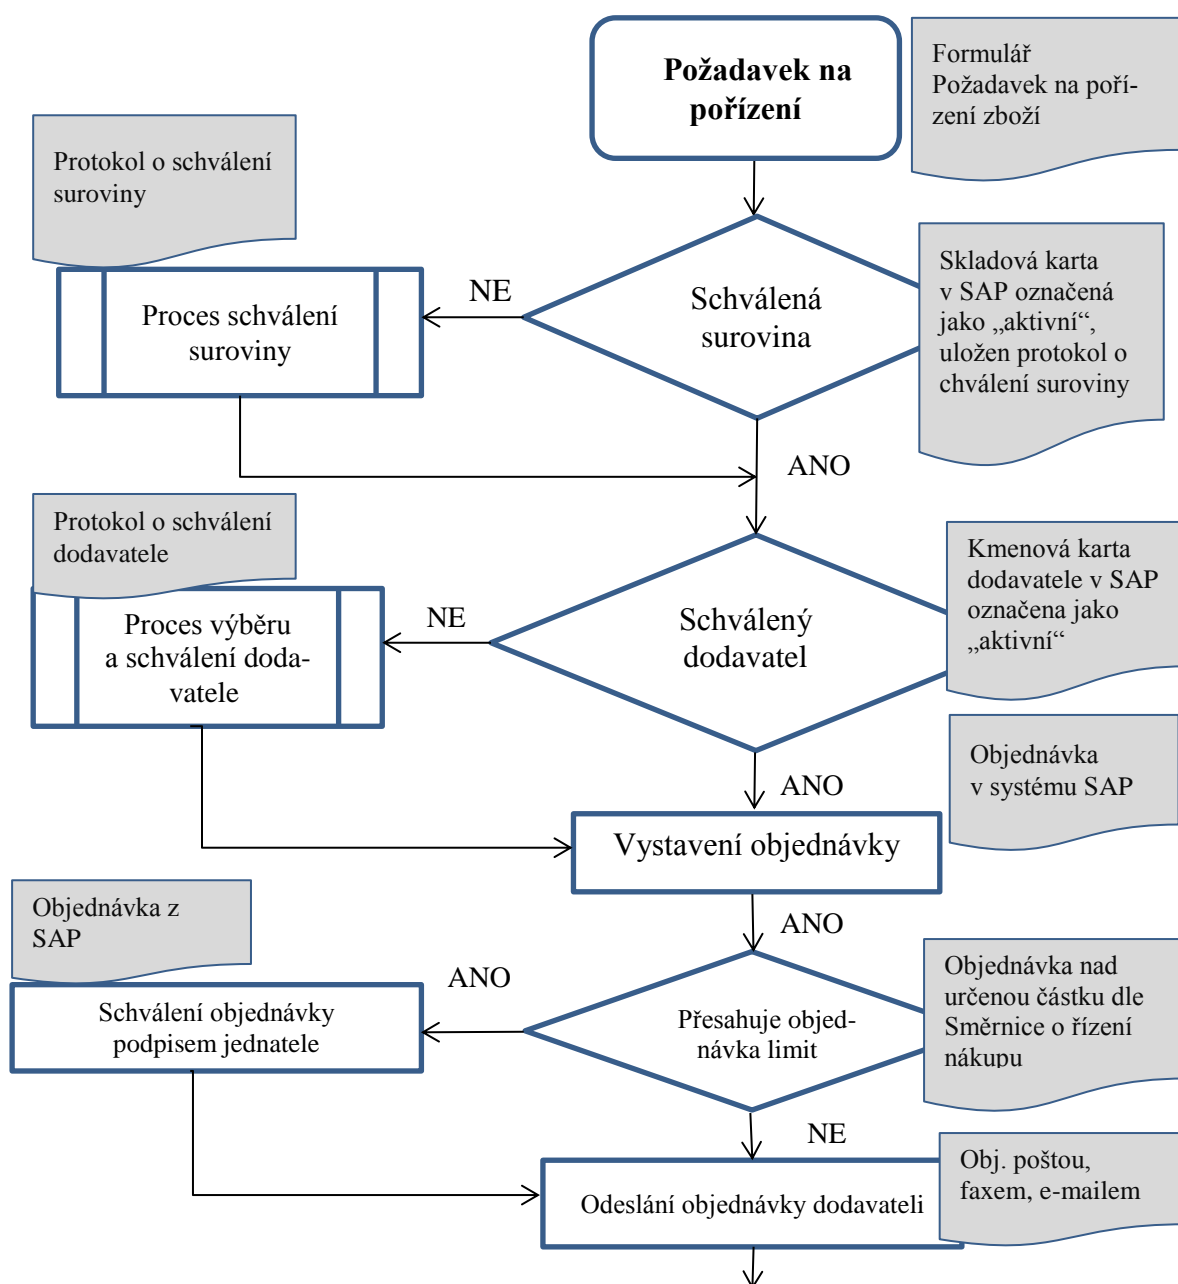 Požadavek na
pořízení
Formulář
Požadavek na poří-
zení zboží
Protokol o schválení
suroviny
NE
Schválená
surovina
Skladová karta
v SAP označená
jako „aktivní“,
uložen protokol o
chválení suroviny
Proces schválení
suroviny
ANO
Protokol o schválení
dodavatele
Kmenová karta
dodavatele v SAP
označena jako
„aktivní“
NE
Schválený
dodavatel
Proces výběru
a schválení doda-
vatele
Objednávka
v systému SAP
ANO
Vystavení objednávky
Objednávka z
SAP
ANO
ANO
Objednávka nad
určenou částku dle
Směrnice o řízení
nákupu
Schválení objednávky
podpisem jednatele
Přesahuje objed-
návka limit
NE
Obj. poštou,
faxem, e-mailem
Odeslání objednávky dodavateli